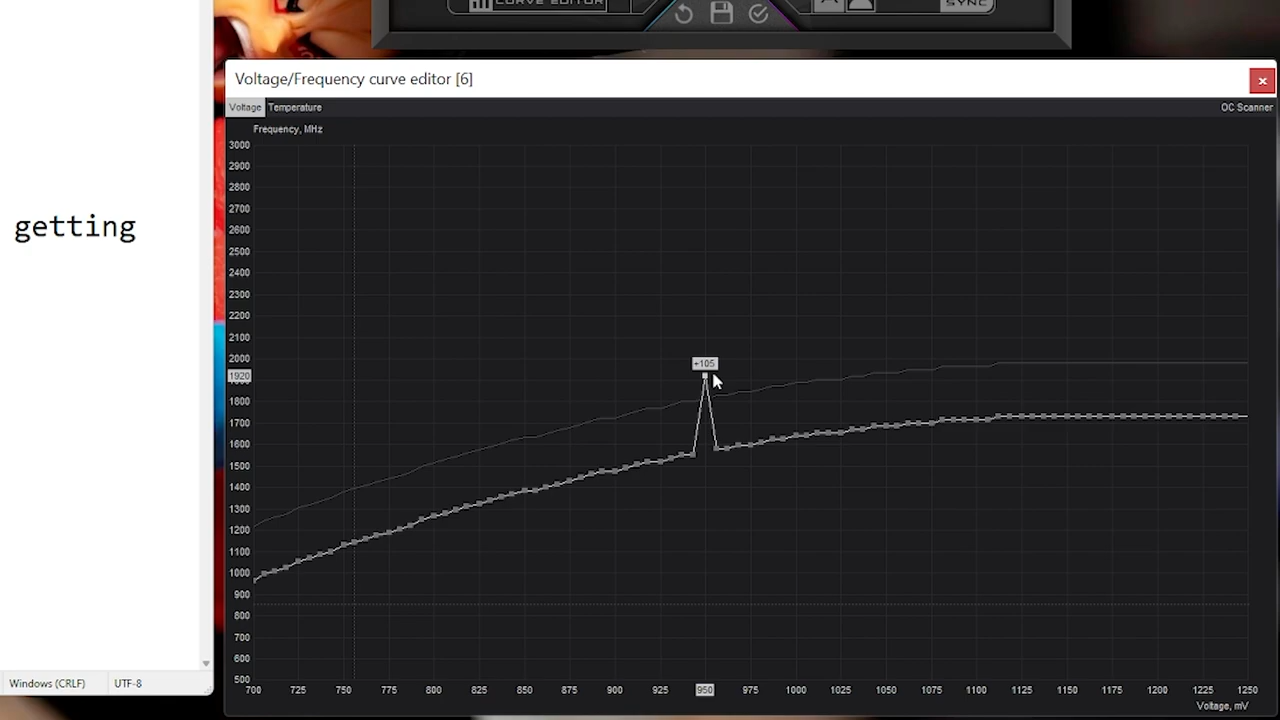 CURVE EDITOR
SYNC
Voltage/Frequency curve editor [6]
Voltage Temperature
OC Scanner
Frequency, MHz
3000
2900
2800
2700
2600
2500
2400
2300
2200
2100
2000
1920
1800
1700
1600
1500
1400
1300
1200
1100
1000
900
800
700
600
500
+105
700 725 750 775 800 825 850 875 900 925 950 975 1000 1025 1050 1075 1100 1125 1150 1175 1200 1225 1250
Voltage, mV
getting
Windows (CRLF) UTF-8